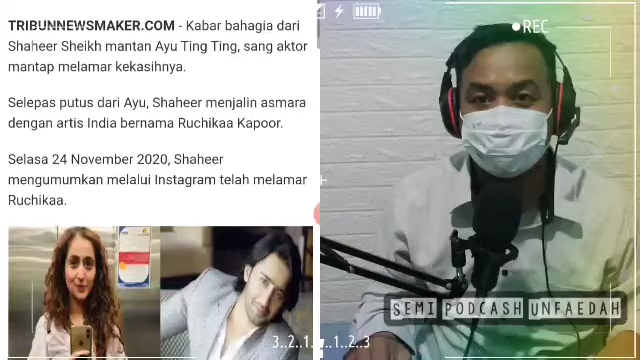 TRIBUNNEWSMAKER.COM - Kabar bahagia dari
Shaheer Sheikh mantan Ayu Ting Ting, sang aktor
mantap melamar kekasihnya.
Selepas putus dari Ayu, Shaheer menjalin asmara
dengan artis India bernama Ruchikaa Kapoor.
Selasa 24 November 2020, Shaheer
mengumumkan melalui Instagram telah melamar
Ruchikaa.
REC
SEMI PODCASH UNFAEDAH
3..2..1....1..2..3